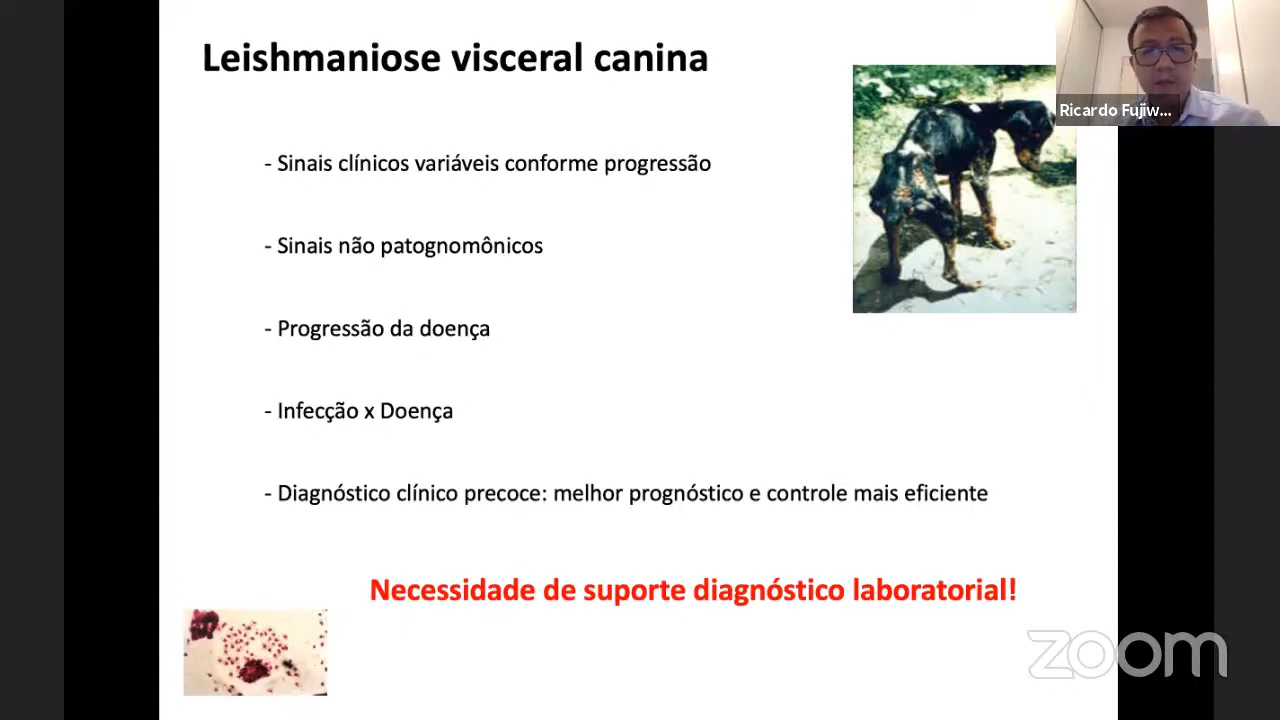 Leishmaniose visceral canina
Ricardo Fujiw...
- Sinais clínicos variáveis conforme progressão
- Sinais não patognomônicos
- Progressão da doença
- Infecção x Doença
- Diagnóstico clínico precoce: melhor prognóstico e controle mais eficiente
Necessidade de suporte diagnóstico laboratorial!
zoom